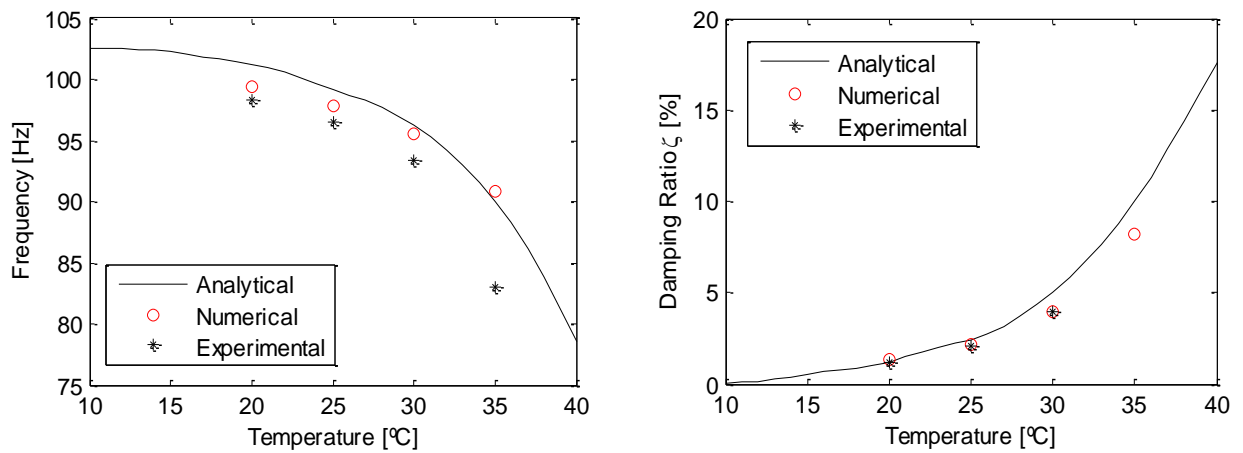 105
100
95
90
85
80
75
Frequency [Hz]
Analytical
Numerical
Experimental
10 15 20 25 30 35 40
Temperature [ºC]
20
15
10
5
0
Damping Ratio ζ [%]
Analytical
Numerical
Experimental
10 15 20 25 30 35 40
Temperature [ºC]